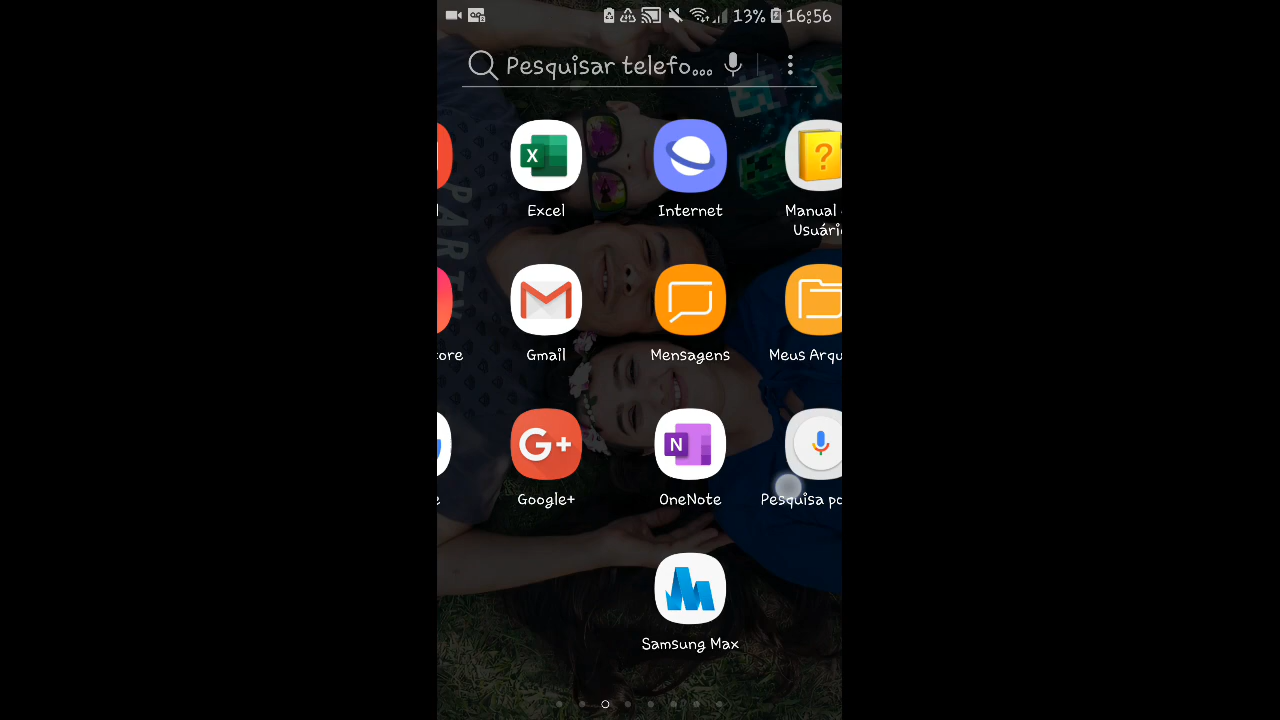 13% 16:56
Pesquisar telefo...
Excel
Internet
Manual
Usuári
ore
Gmail
Mensagens
Meus Arqu
G+
e
Google+
N
OneNote
Pesquisa po
Samsung Max
PARTY
X
?